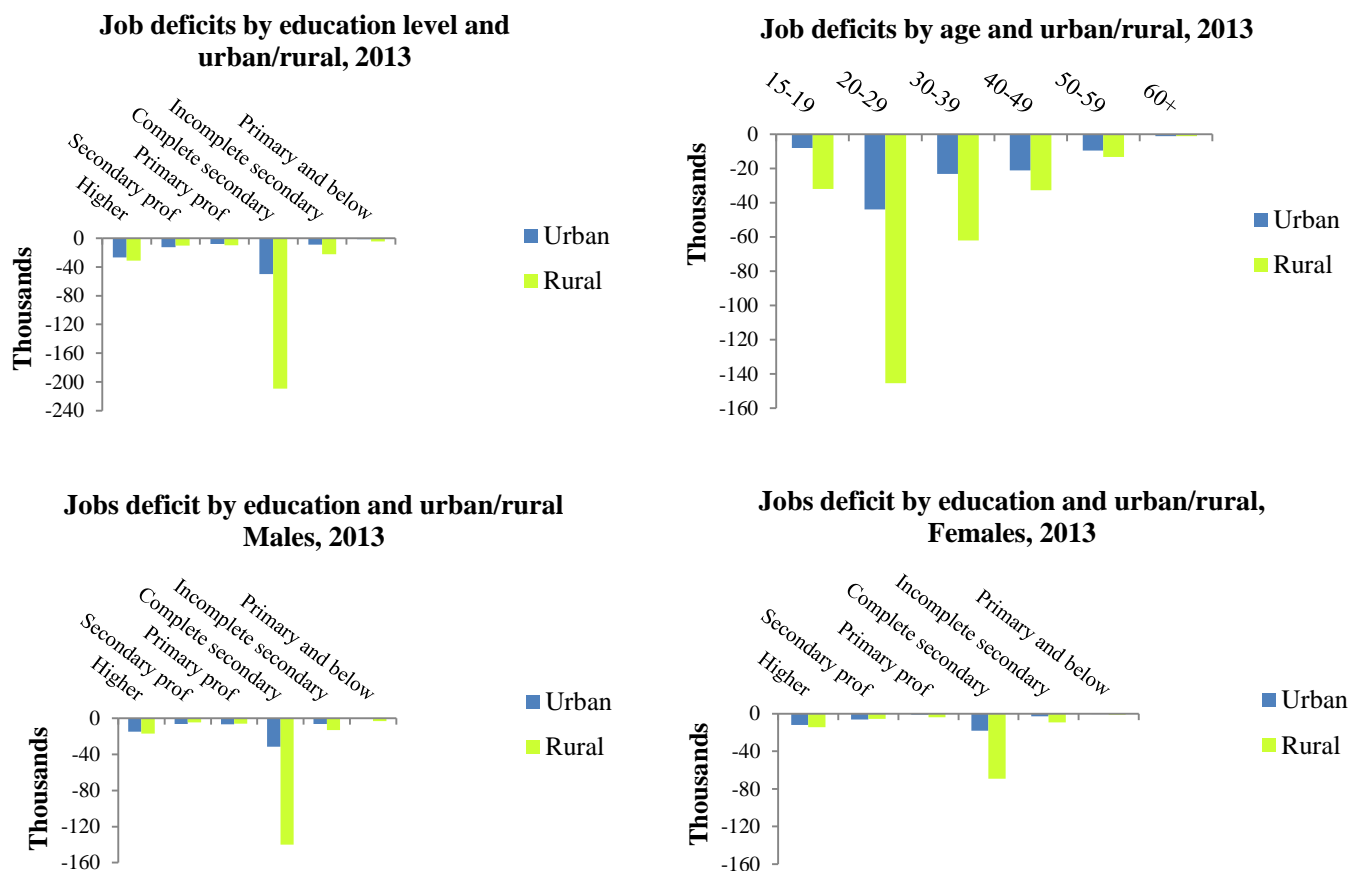 Job deficits by education level and
urban/rural, 2013
Higher
Secondary prof
Primary prof
Complete secondary
Incomplete secondary
Primary and below
0
-40
-80
-120
-160
-200
-240
Thousands
Urban
Rural
Job deficits by age and urban/rural, 2013
15-19
20-29
30-39
40-49
50-59
60+
0
-20
-40
-60
-80
-100
-120
-140
-160
Thousands
Urban
Rural
Jobs deficit by education and urban/rural
Males, 2013
Higher
Secondary prof
Primary prof
Complete secondary
Incomplete secondary
Primary and below
0
-40
-80
-120
-160
Thousands
Urban
Rural
Jobs deficit by education and urban/rural,
Females, 2013
Higher
Secondary prof
Primary prof
Complete secondary
Incomplete secondary
Primary and below
0
-40
-80
-120
-160
Thousands
Urban
Rural